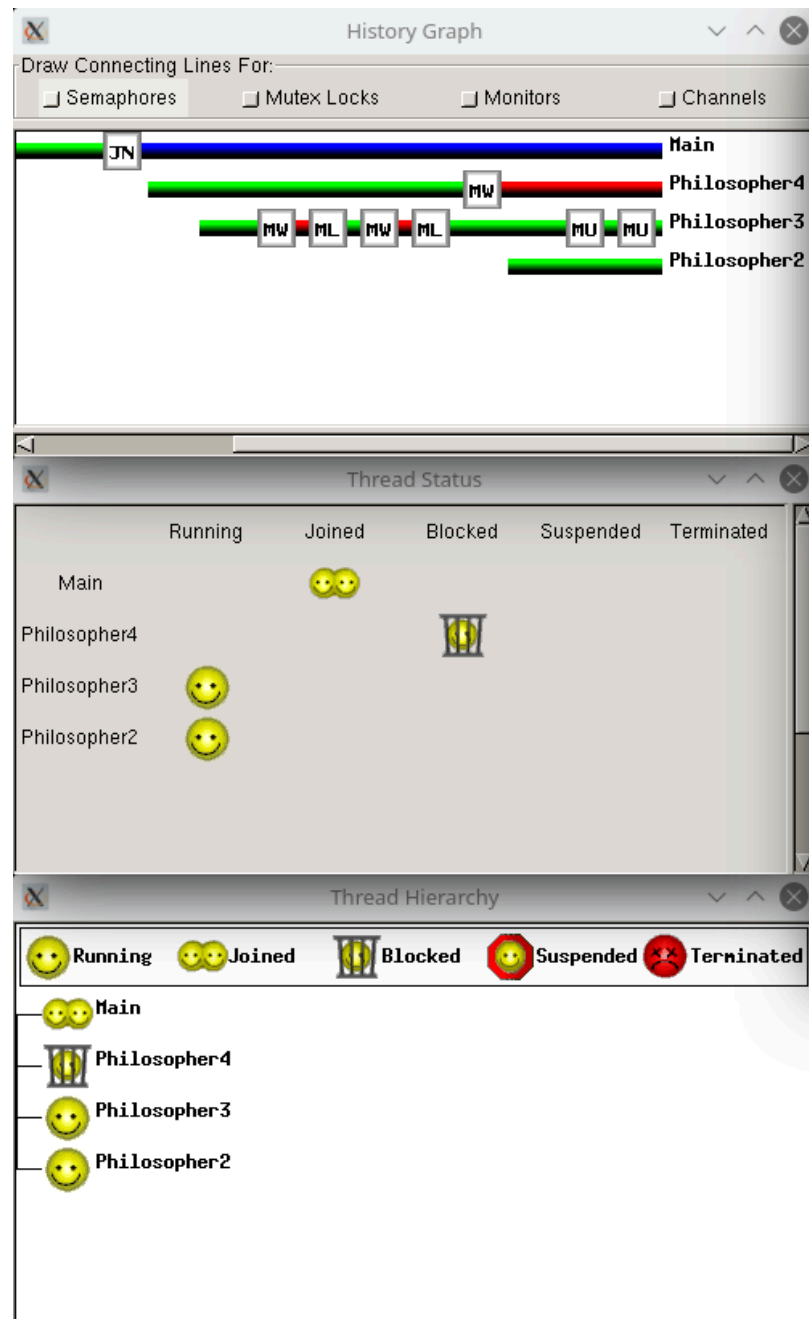 History Graph
Draw Connecting Lines For:
Semaphores Mutex Locks Monitors Channels
JN Main
MW Philosopher4
MW ML MW ML MU MU Philosopher3
Philosopher2
Thread Status
Running Joined Blocked Suspended Terminated
Main
Philosopher4
Philosopher3
Philosopher2
Thread Hierarchy
Running Joined Blocked Suspended Terminated
Main
Philosopher4
Philosopher3
Philosopher2